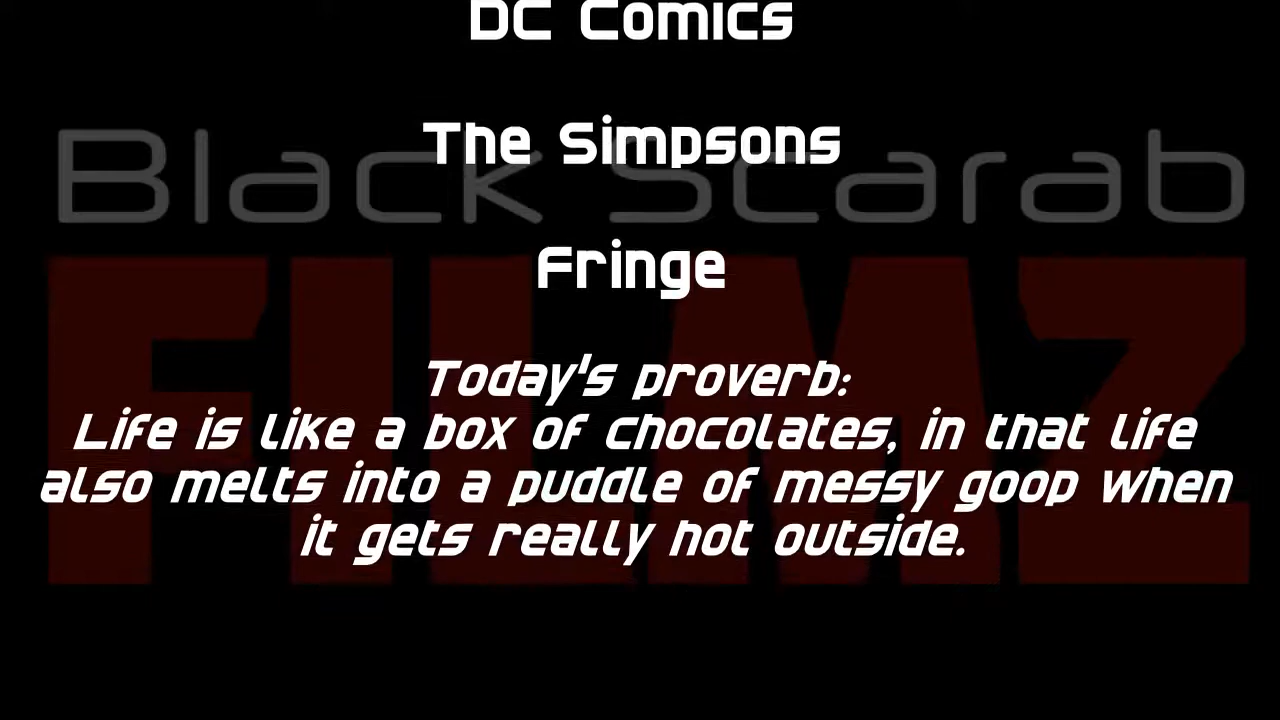 DC Comics
The Simpsons
Black Scarab
Fringe
FILMZ
Today's proverb:
Life is like a box of chocolates, in that life
also melts into a puddle of messy goop when
it gets really hot outside.